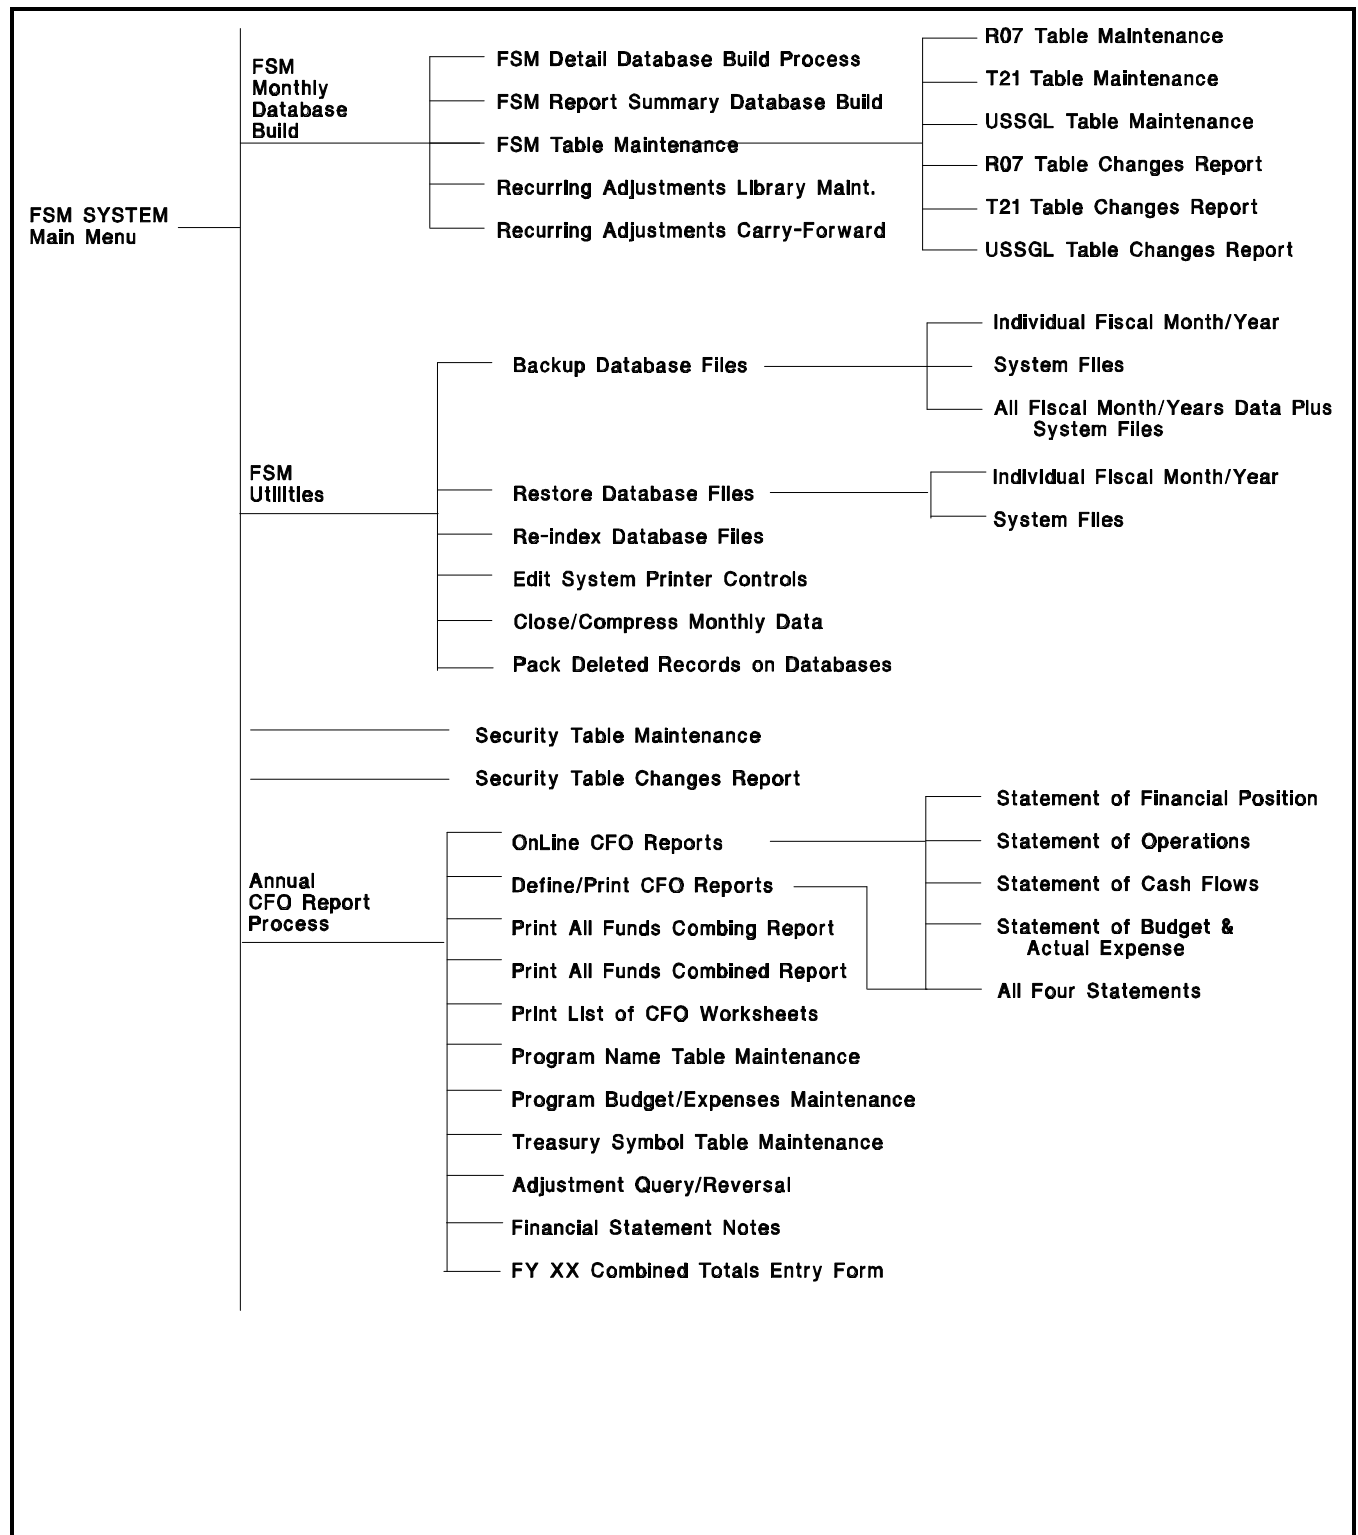 FSM SYSTEM
Main Menu
FSM
Monthly
Database
Build
FSM Detail Database Build Process
FSM Report Summary Database Build
FSM Table Maintenance
Recurring Adjustments Library Maint.
Recurring Adjustments Carry-Forward
R07 Table Maintenance
T21 Table Maintenance
USSGL Table Maintenance
R07 Table Changes Report
T21 Table Changes Report
USSGL Table Changes Report
FSM
Utilities
Backup Database Files
Individual Fiscal Month/Year
System Files
All Fiscal Month/Years Data Plus
System Files
Restore Database Files
Individual Fiscal Month/Year
System Files
Re-index Database Files
Edit System Printer Controls
Close/Compress Monthly Data
Pack Deleted Records on Databases
Security Table Maintenance
Security Table Changes Report
Annual
CFO Report
Process
OnLine CFO Reports
Define/Print CFO Reports
Print All Funds Combing Report
Print All Funds Combined Report
Print List of CFO Worksheets
Program Name Table Maintenance
Program Budget/Expenses Maintenance
Treasury Symbol Table Maintenance
Adjustment Query/Reversal
Financial Statement Notes
FY XX Combined Totals Entry Form
Statement of Financial Position
Statement of Operations
Statement of Cash Flows
Statement of Budget &
Actual Expense
All Four Statements